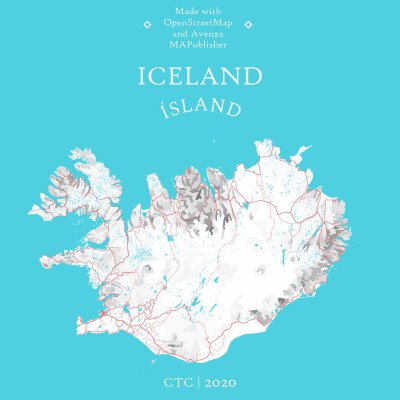 Made with
OpenStreetMap
and Avenza
MAPublisher
ICELAND
ÍSLAND
CTC | 2020